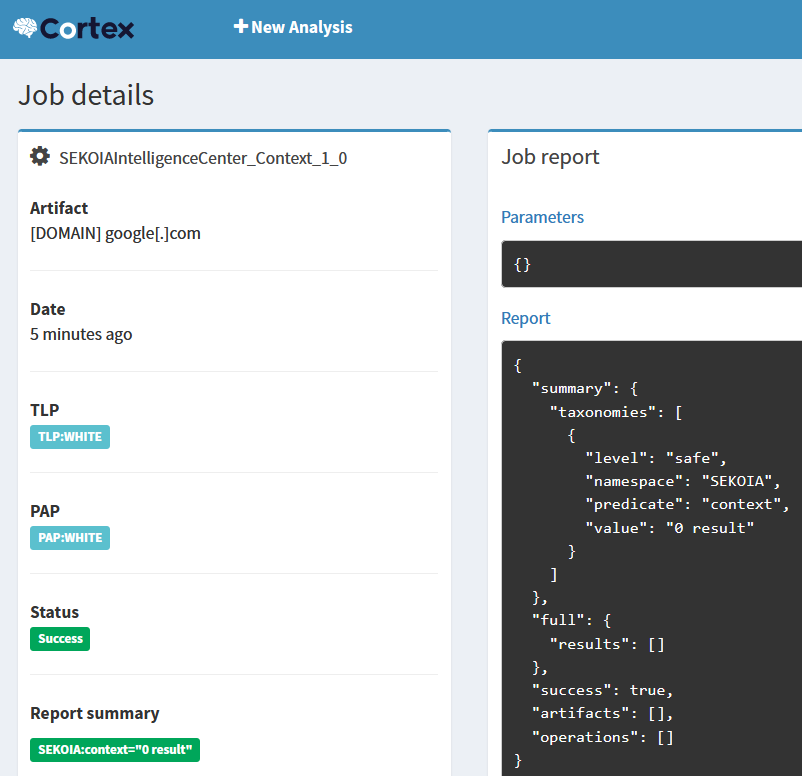 Cortex
+ New Analysis
Job details
SEKOIAIntelligenceCenter_Context_1_0
Artifact
[DOMAIN] google[.]com
Date
5 minutes ago
TLP
TLP:WHITE
PAP
PAP:WHITE
Status
Success
Report summary
SEKOIA:context="0 result"
Job report
Parameters
{}
Report
{
  "summary": {
    "taxonomies": [
      {
        "level": "safe",
        "namespace": "SEKOIA",
        "predicate": "context",
        "value": "0 result"
      }
    ]
  },
  "full": {
    "results": []
  },
  "success": true,
  "artifacts": [],
  "operations": []
}